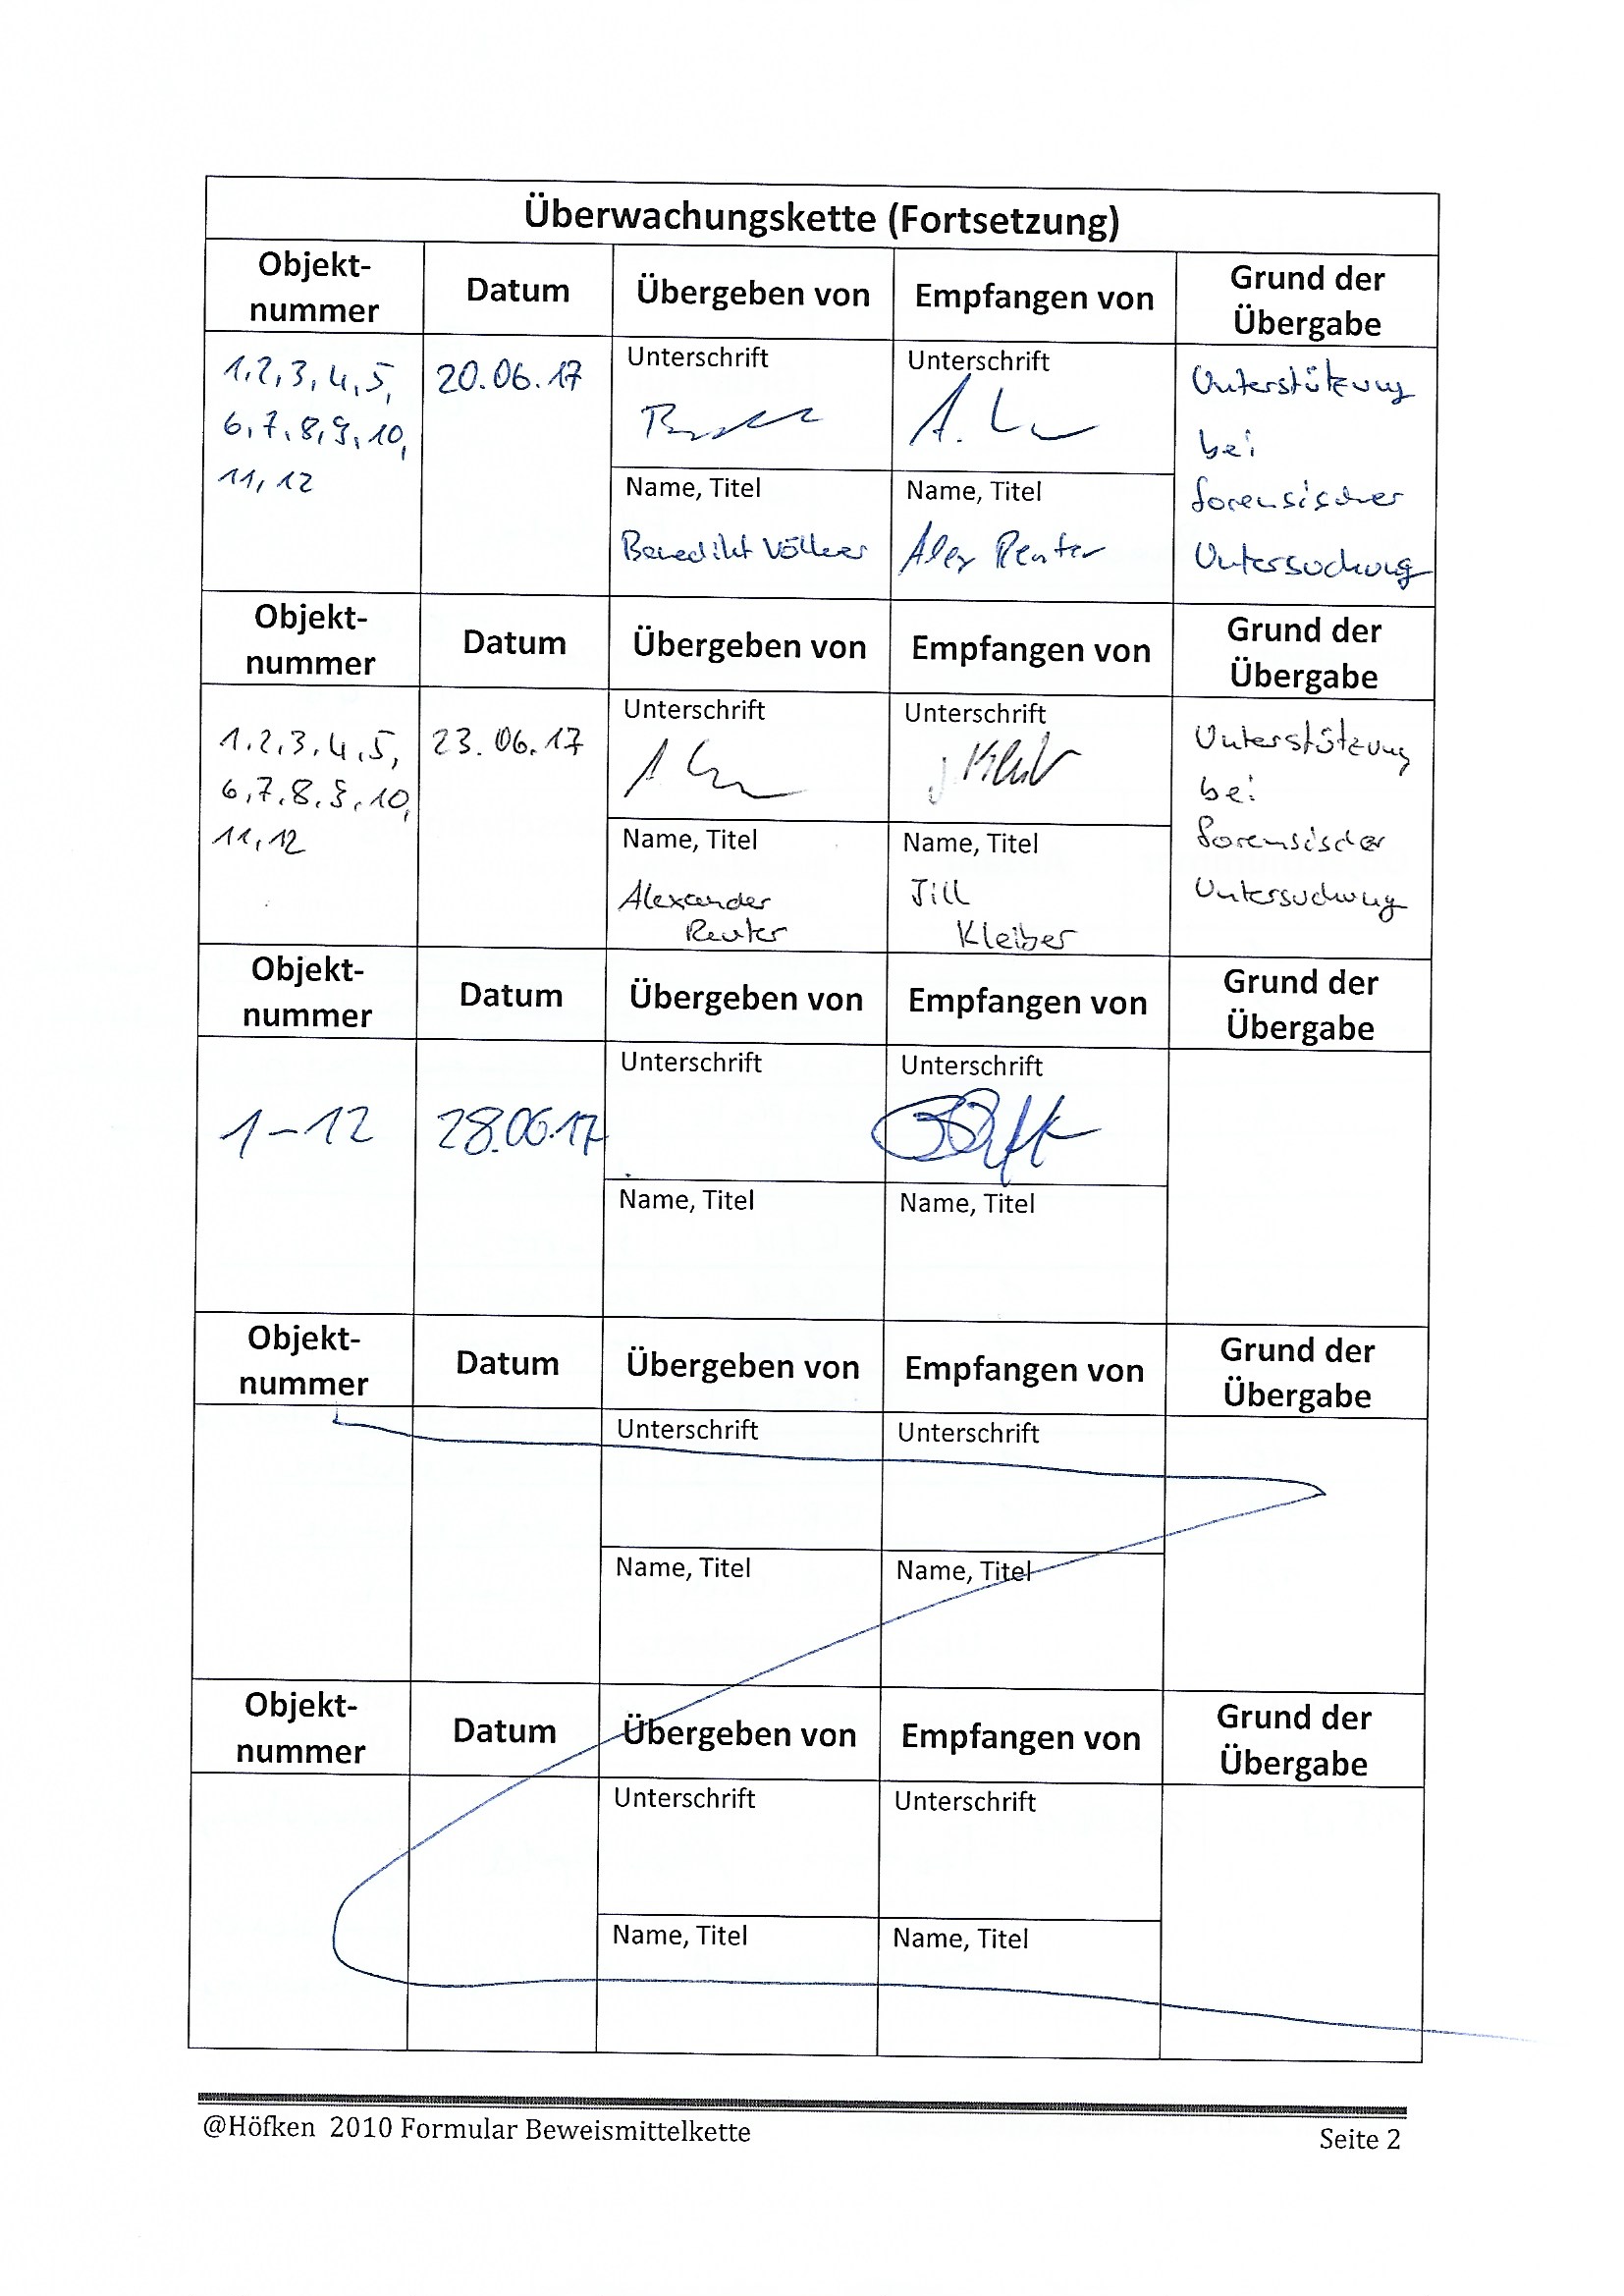 Überwachungskette (Fortsetzung)
Objekt-
nummer
Datum
Übergeben von
Empfangen von
Grund der
Übergabe
1,2,3,4,5,
6,7,8,9,10,
11,12
20.06.17
Unterschrift
Name, Titel
Benedikt Völker
Unterschrift
A.
Name, Titel
Alex Reuter
Unterstützung
bei
forensischer
Untersuchung
Objekt-
nummer
Datum
Übergeben von
Empfangen von
Grund der
Übergabe
1,2,3,4,5,
6,7,8,9,10,
11,12
23.06.17
Unterschrift
Name, Titel
Alexander
Reuter
Unterschrift
Name, Titel
Jill
Kleiber
Unterstützung
bei
forensischer
Untersuchung
Objekt-
nummer
Datum
Übergeben von
Empfangen von
Grund der
Übergabe
1-12
28.06.17
Unterschrift
Name, Titel
Unterschrift
Name, Titel
Objekt-
nummer
Datum
Übergeben von
Empfangen von
Grund der
Übergabe
Unterschrift
Name, Titel
Unterschrift
Name, Titel
Objekt-
nummer
Datum
Übergeben von
Empfangen von
Grund der
Übergabe
Unterschrift
Name, Titel
Unterschrift
Name, Titel
@Höfken 2010 Formular Beweismittelkette
Seite 2